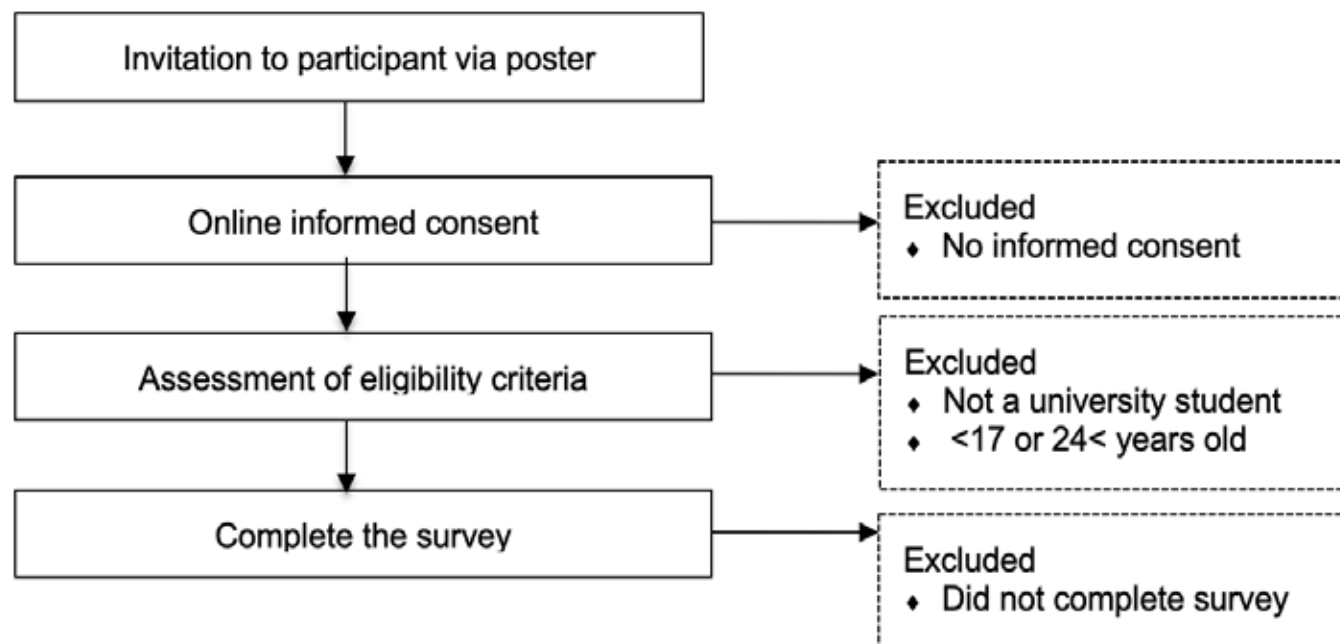 Invitation to participant via poster
Online informed consent
Excluded
♦ No informed consent
Assessment of eligibility criteria
Excluded
♦ Not a university student
♦ <17 or 24< years old
Complete the survey
Excluded
♦ Did not complete survey